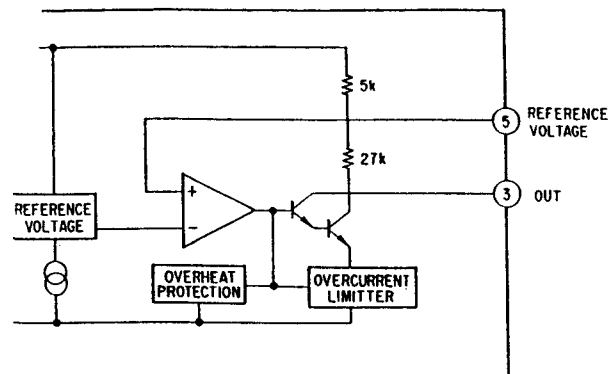 5k
5
REFERENCE
VOLTAGE
27k
+
3
OUT
REFERENCE
VOLTAGE
−
OVERHEAT
PROTECTION
OVERCURRENT
LIMITTER